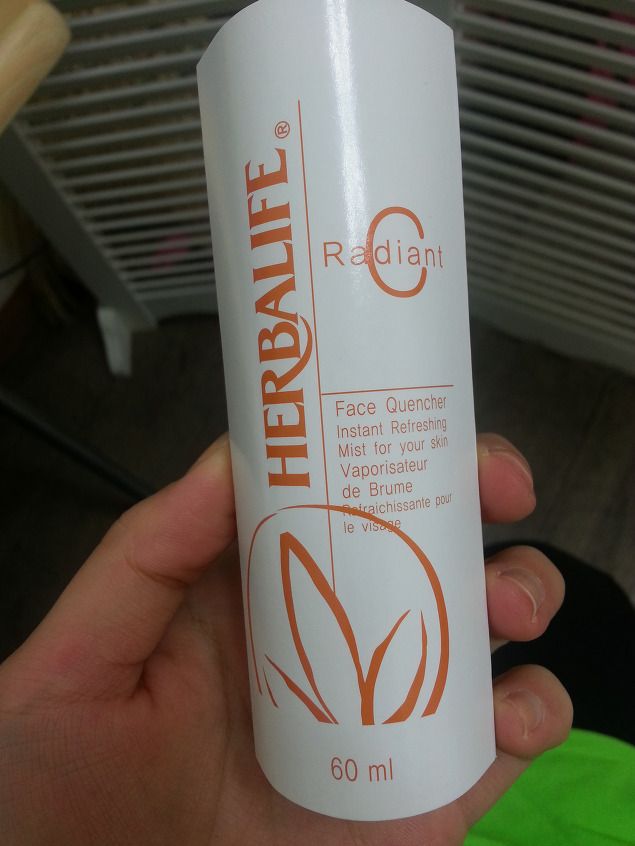 HERBALIFE®
Radiant
C
Face Quencher
Instant Refreshing
Mist for your skin
Vaporisateur
de Brume
Rafraichissante pour
le visage
60 ml